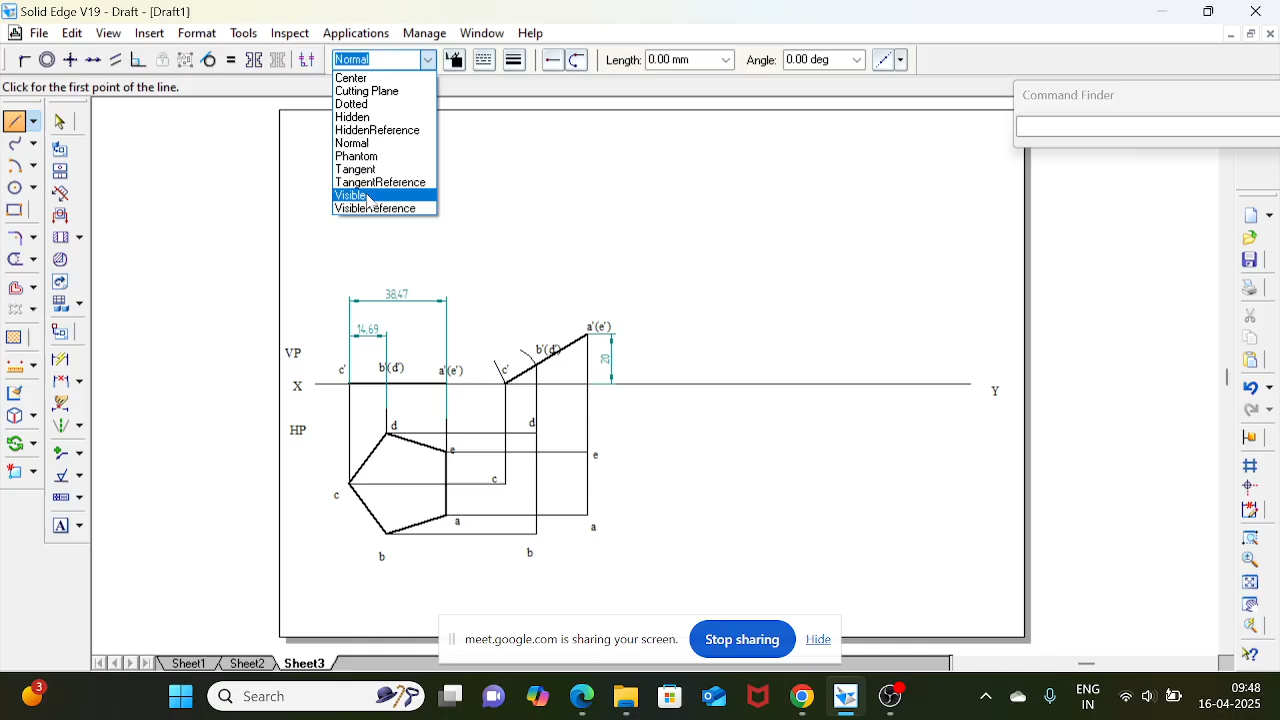 Solid Edge V19 - Draft - [Draft1]
File Edit View Insert Format Tools Inspect Applications Manage Window Help
Normal Length: 0.00 mm Angle: 0.00 deg
Click for the first point of the line.
Center
Cutting Plane
Dotted
Hidden
HiddenReference
Normal
Phantom
Tangent
TangentReference
Visible
VisibleReference
Command Finder
38,47
14,69
VP
X
HP
c' b'(d') a'(e')
c' b'(d') a'(e')
20
Y
d d
e e
c c
a a
b b
A
meet.google.com is sharing your screen. Stop sharing Hide
Sheet1 Sheet2 Sheet3
3
Search
ENG
IN
09:48
16-04-2025